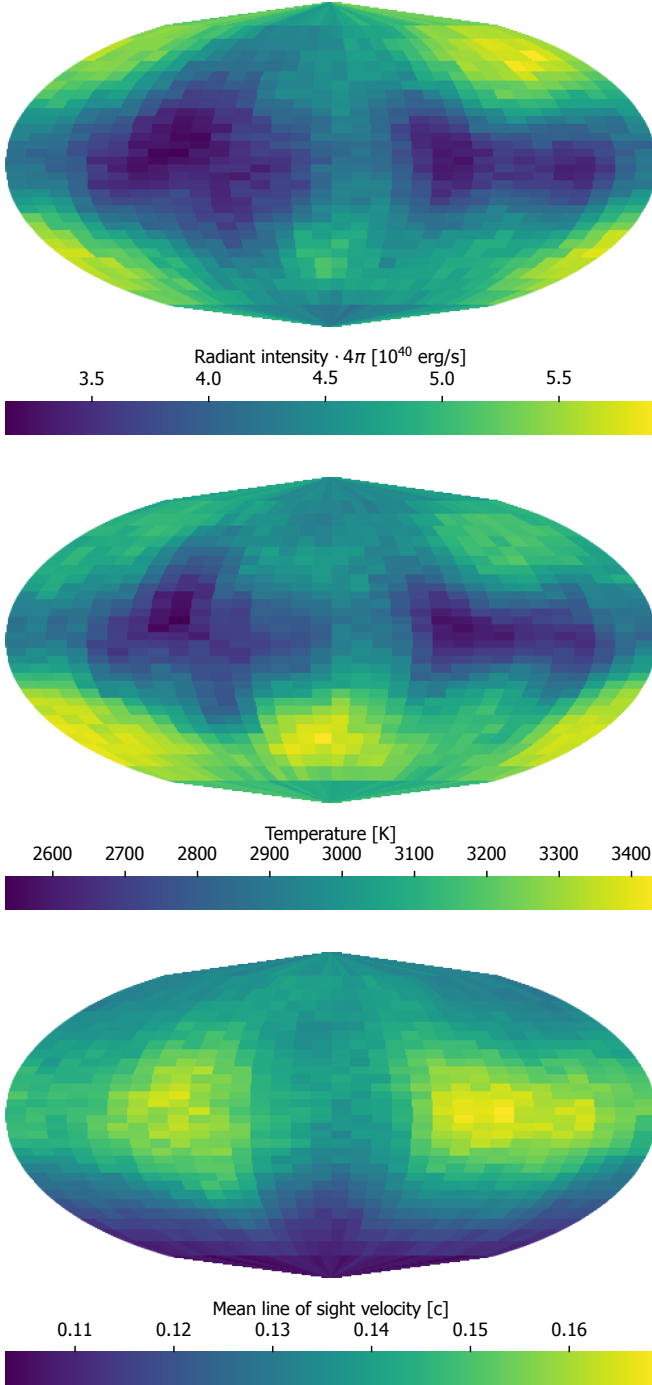 Radiant intensity · 4π [10⁴⁰ erg/s]
3.5 4.0 4.5 5.0 5.5
Temperature [K]
2600 2700 2800 2900 3000 3100 3200 3300 3400
Mean line of sight velocity [c]
0.11 0.12 0.13 0.14 0.15 0.16